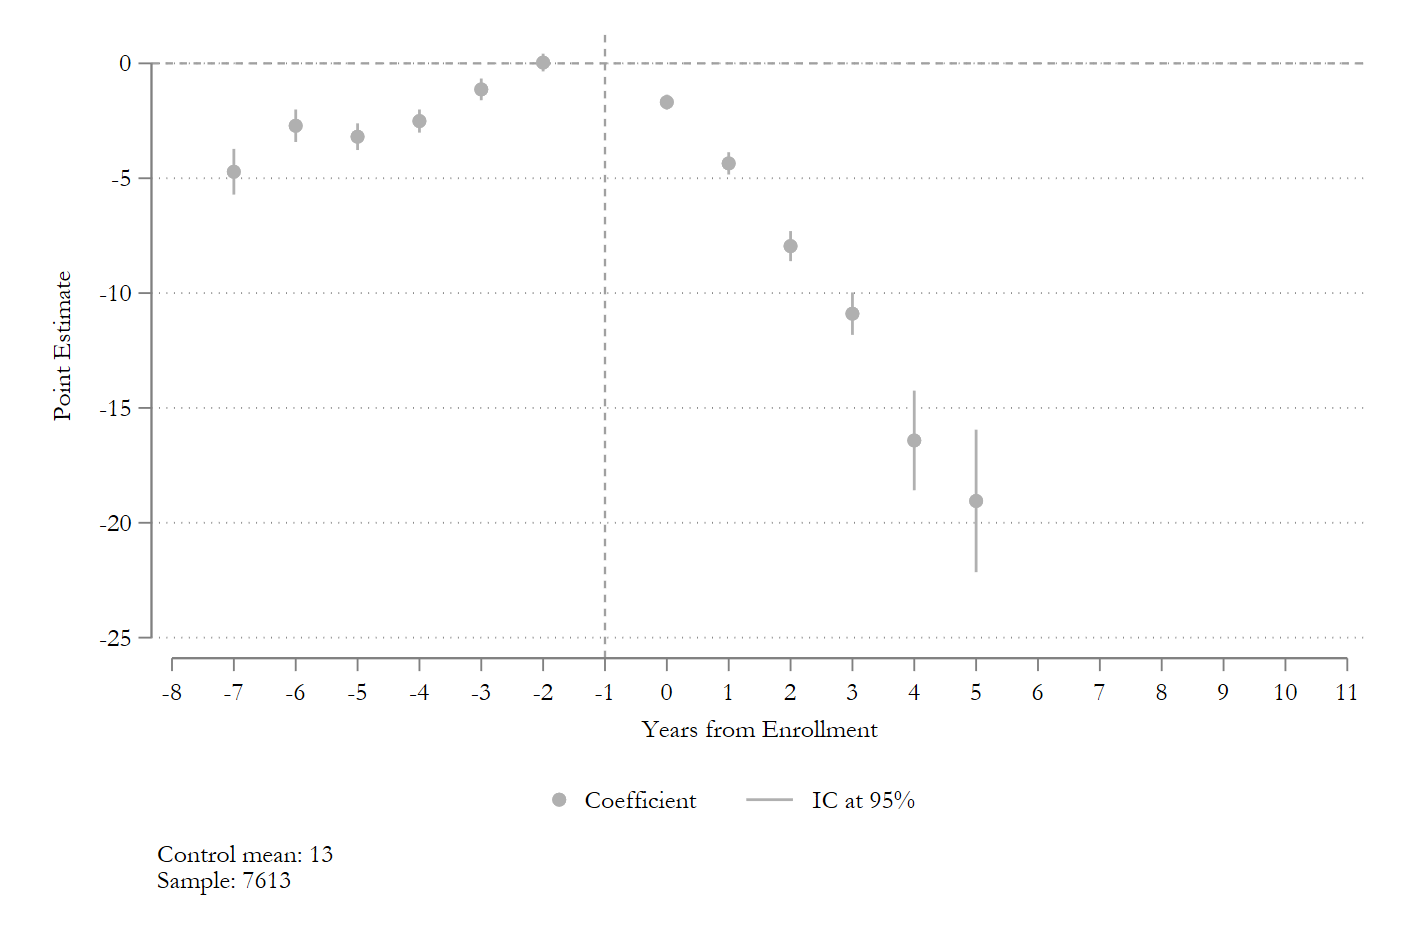 0
-5
-10
-15
-20
-25
Point Estimate
-8 -7 -6 -5 -4 -3 -2 -1 0 1 2 3 4 5 6 7 8 9 10 11
Years from Enrollment
Coefficient IC at 95%
Control mean: 13
Sample: 7613